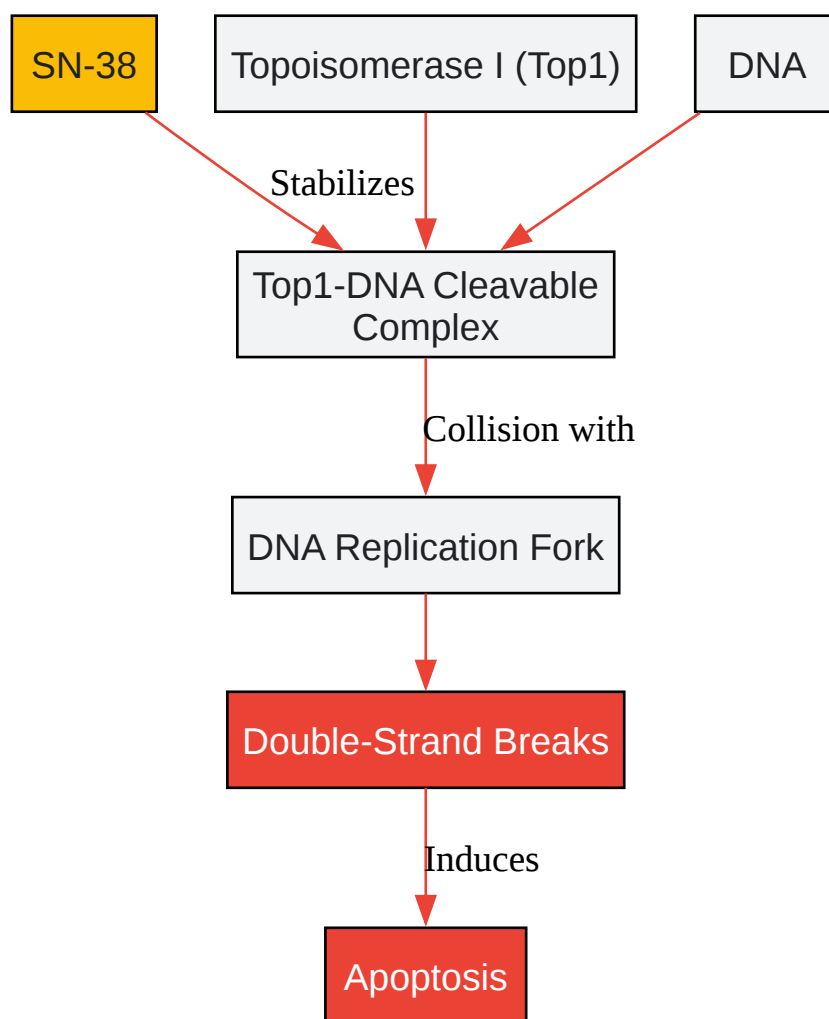 SN-38
Topoisomerase I (Top1)
DNA
Stabilizes
Top1-DNA Cleavable
Complex
Collision with
DNA Replication Fork
Double-Strand Breaks
Induces
Apoptosis